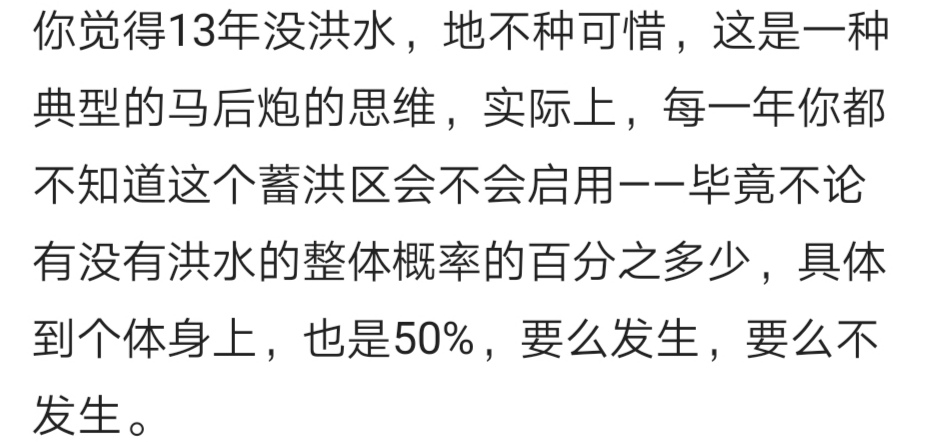 你觉得13年没洪水，地不种可惜，这是一种
典型的马后炮的思维，实际上，每一年你都
不知道这个蓄洪区会不会启用——毕竟不论
有没有洪水的整体概率的百分之多少，具体
到个体身上，也是50%，要么发生，要么不
发生。